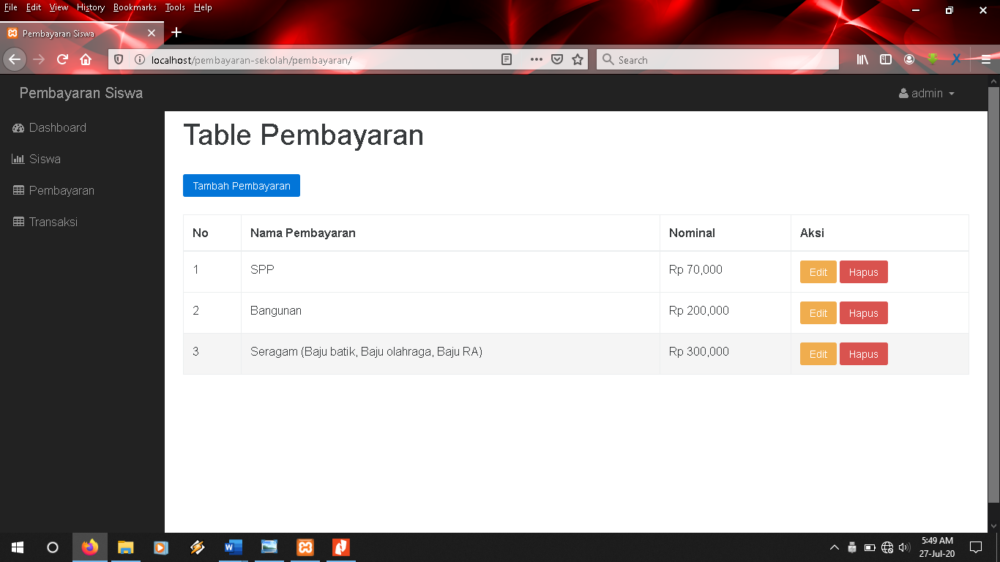 File Edit View History Bookmarks Tools Help
Pembayaran Siswa
localhost/pembayaran-sekolah/pembayaran/
Search
Pembayaran Siswa
admin
Dashboard
Siswa
Pembayaran
Transaksi
Table Pembayaran
Tambah Pembayaran
No Nama Pembayaran Nominal Aksi
1 SPP Rp 70,000 Edit Hapus
2 Bangunan Rp 200,000 Edit Hapus
3 Seragam (Baju batik, Baju olahraga, Baju RA) Rp 300,000 Edit Hapus
5:49 AM
27-Jul-20